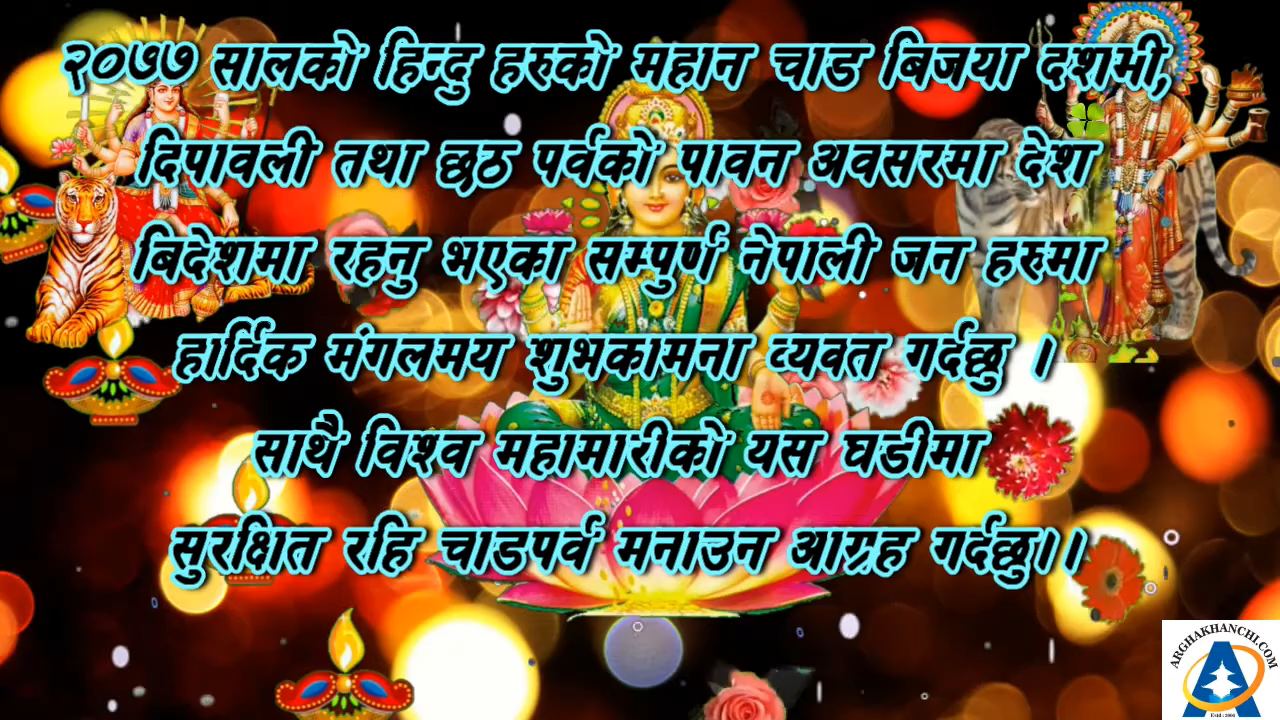 २०७७ सालको हिन्दु हरुको महान चाड बिजया दशमी,
दिपावली तथा छठ पर्वको पावन अवसरमा देश
बिदेशमा रहनु भएका सम्पुर्ण नेपाली जन हरुमा
हार्दिक मंगलमय शुभकामना व्यवत गर्दछु ।
साथै विश्व महामारीको यस घडीमा
सुरक्षित रहि चाडपर्व मनाउन आग्रह गर्दछु।।
ARGHAKHANCHI.COM
Estd : 2001